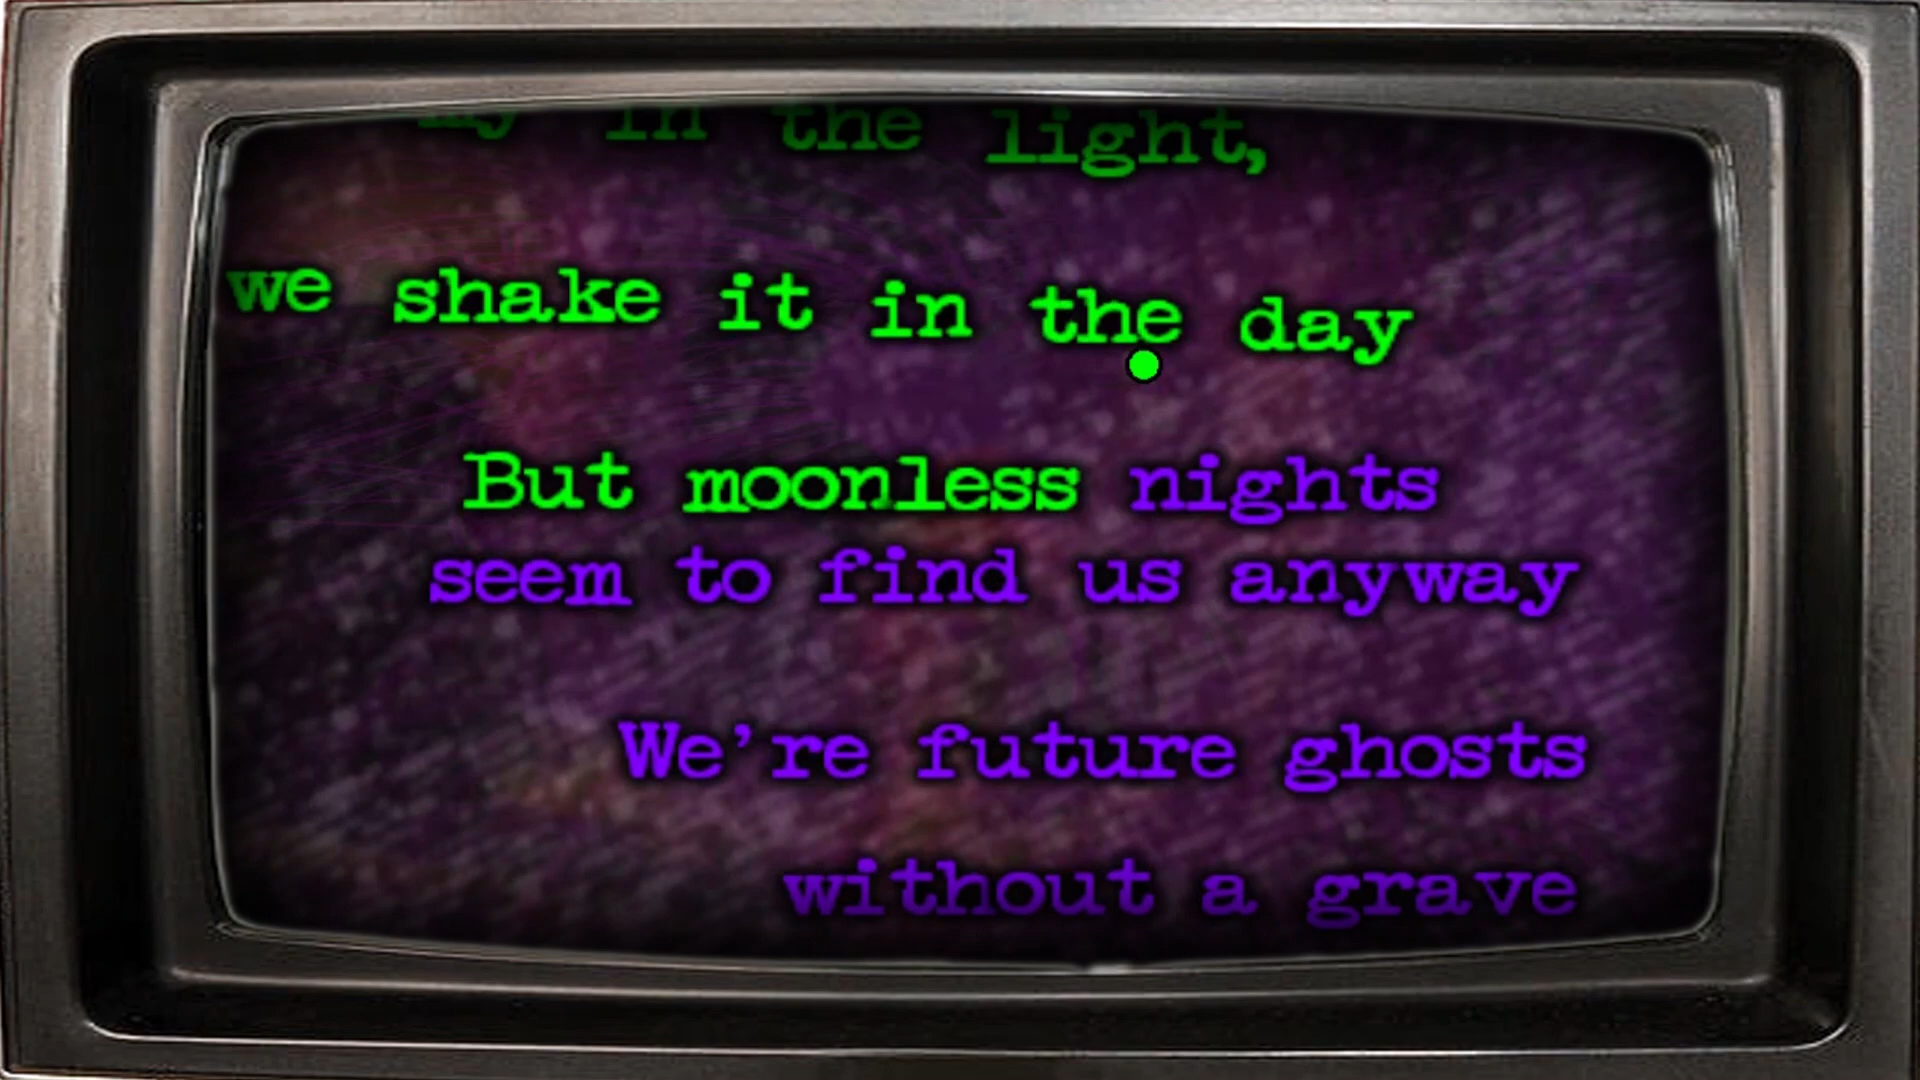 my in the light,
we shake it in the day
But moonless nights
seem to find us anyway
We're future ghosts
without a grave